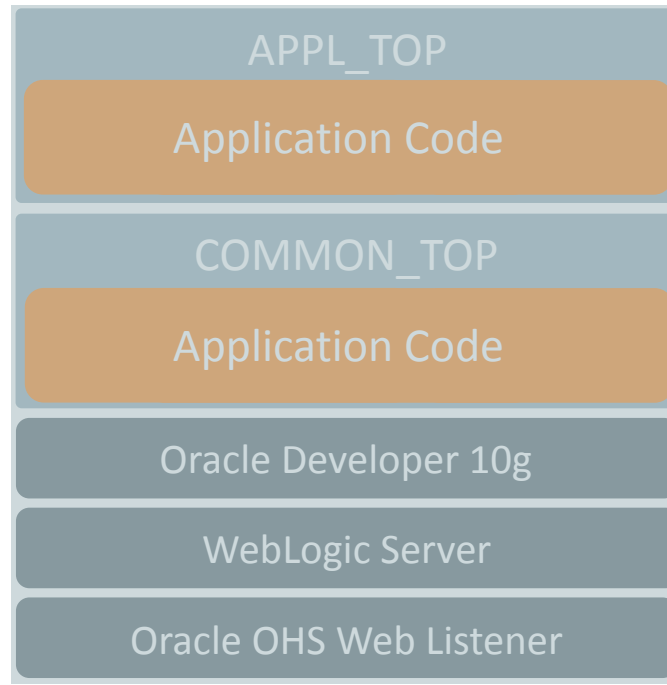 APPL_TOP
Application Code
COMMON_TOP
Application Code
Oracle Developer 10g
WebLogic Server
Oracle OHS Web Listener